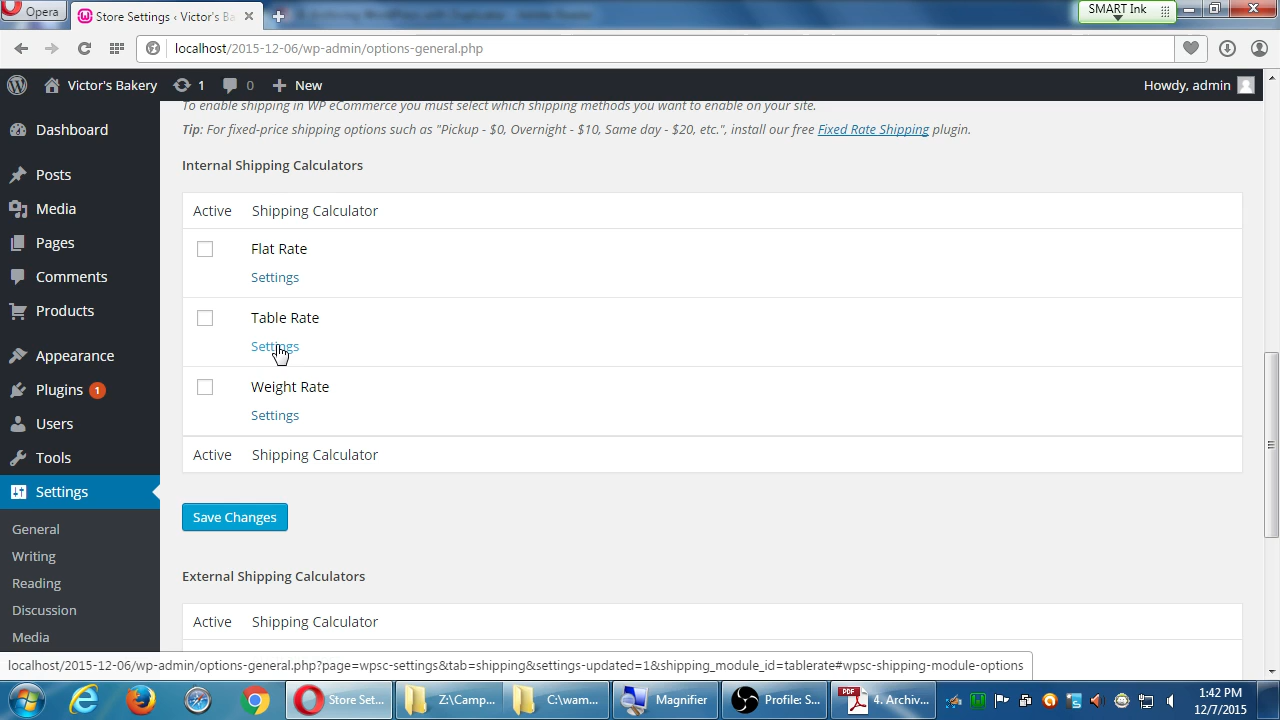 Opera
Store Settings ‹ Victor's Ba
SMART Ink
localhost/2015-12-06/wp-admin/options-general.php
Victor's Bakery
1
0
New
Howdy, admin
Dashboard
Posts
Media
Pages
Comments
Products
Appearance
Plugins 1
Users
Tools
Settings
General
Writing
Reading
Discussion
Media
To enable shipping in WP eCommerce you must select which shipping methods you want to enable on your site.
Tip: For fixed-price shipping options such as "Pickup - $0, Overnight - $10, Same day - $20, etc.", install our free Fixed Rate Shipping plugin.
Internal Shipping Calculators
Active Shipping Calculator
Flat Rate
Settings
Table Rate
Settings
Weight Rate
Settings
Active Shipping Calculator
Save Changes
External Shipping Calculators
Active Shipping Calculator
localhost/2015-12-06/wp-admin/options-general.php?page=wpsc-settings&tab=shipping&settings-updated=1&shipping_module_id=tablerate#wpsc-shipping-module-options
Store Set...
Z:\Camp...
C:\wam...
Magnifier
Profile: S...
PDF
4. Archiv...
1:42 PM
12/7/2015